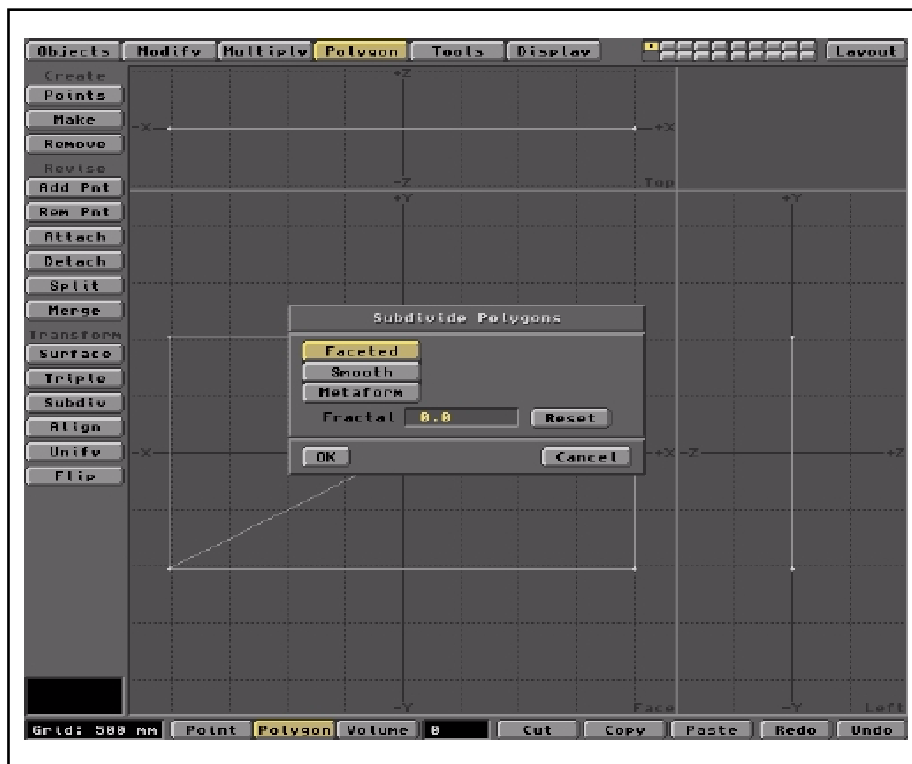 Objects Modify Multiply Polygon Tools Display Layout
Create
Points
Make
Remove
Revise
Add Pnt
Rem Pnt
Attach
Detach
Split
Merge
Transform
Surface
Triple
Subdiv
Align
Unify
Flip
+Z
-X +X
-Z Top
+Y +Y
Subdivide Polygons
Faceted
Smooth
Metaform
Fractal 0.0 Reset
OK Cancel
-X +X -Z +Z
-Y Face -Y Left
Grid: 500 mm Point Polygon Volume 0 Cut Copy Paste Redo Undo